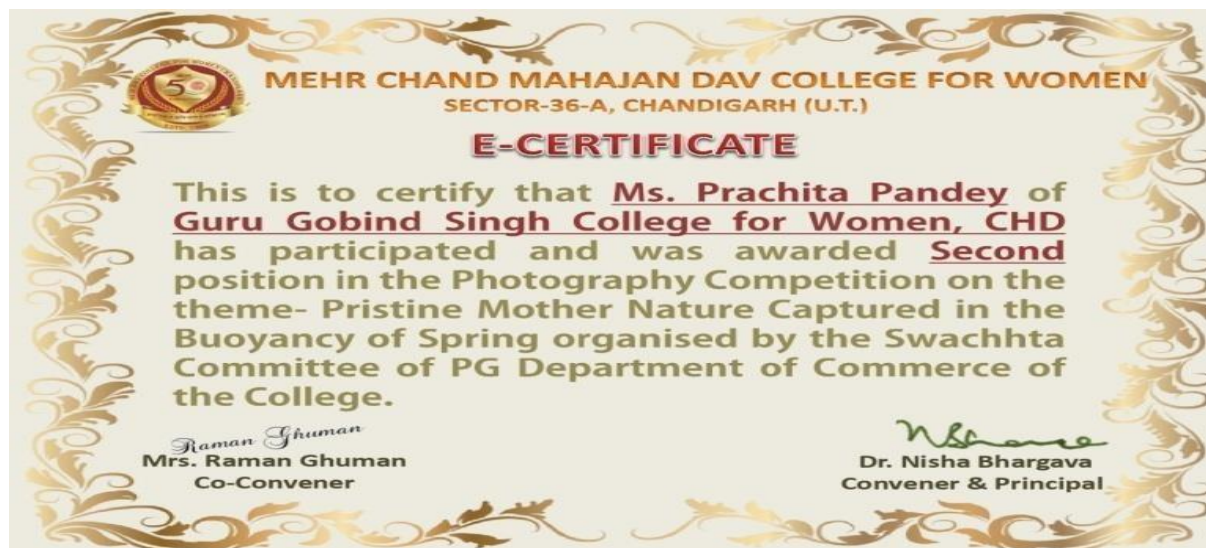 50
MEHR CHAND MAHAJAN DAV COLLEGE FOR WOMEN
SECTOR-36-A, CHANDIGARH (U.T.)
E-CERTIFICATE
This is to certify that Ms. Prachita Pandey of
Guru Gobind Singh College for Women, CHD
has participated and was awarded Second
position in the Photography Competition on the
theme- Pristine Mother Nature Captured in the
Buoyancy of Spring organised by the Swachhta
Committee of PG Department of Commerce of
the College.
Raman Ghuman
Mrs. Raman Ghuman
Co-Convener
Dr. Nisha Bhargava
Convener & Principal